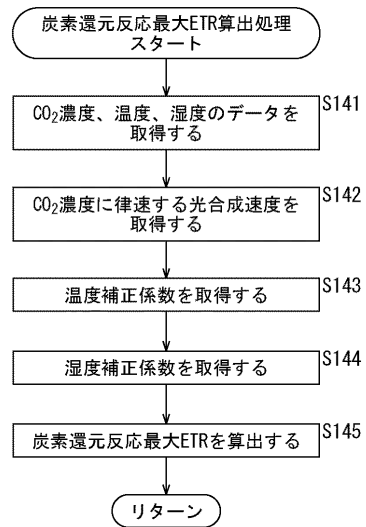 炭素還元反応最大ETR算出処理
スタート
CO₂濃度、温度、湿度のデータを
取得する
S141
CO₂濃度に律速する光合成速度を
取得する
S142
温度補正係数を取得する
S143
湿度補正係数を取得する
S144
炭素還元反応最大ETRを算出する
S145
リターン